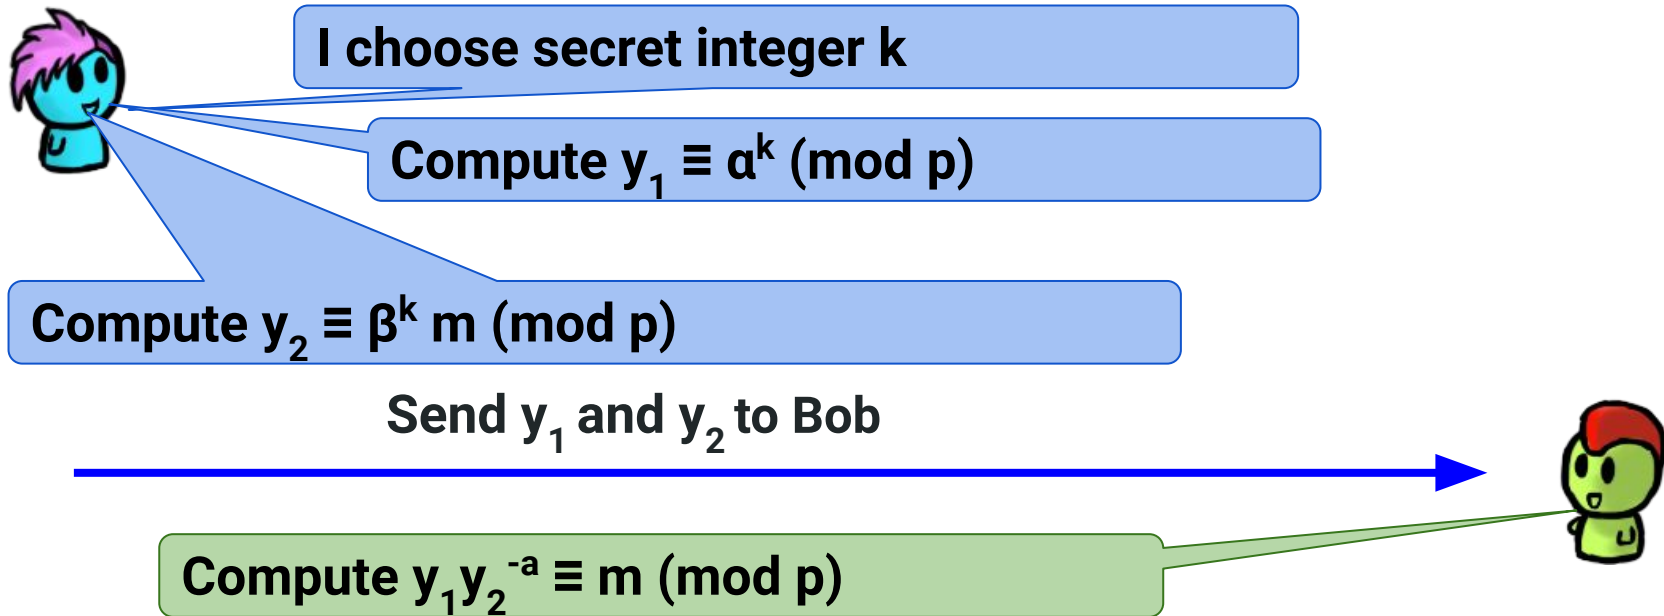 I choose secret integer k
Compute y₁ ≡ αᵏ (mod p)
Compute y₂ ≡ βᵏ m (mod p)
Send y₁ and y₂ to Bob
Compute y₁y₂⁻ᵃ ≡ m (mod p)